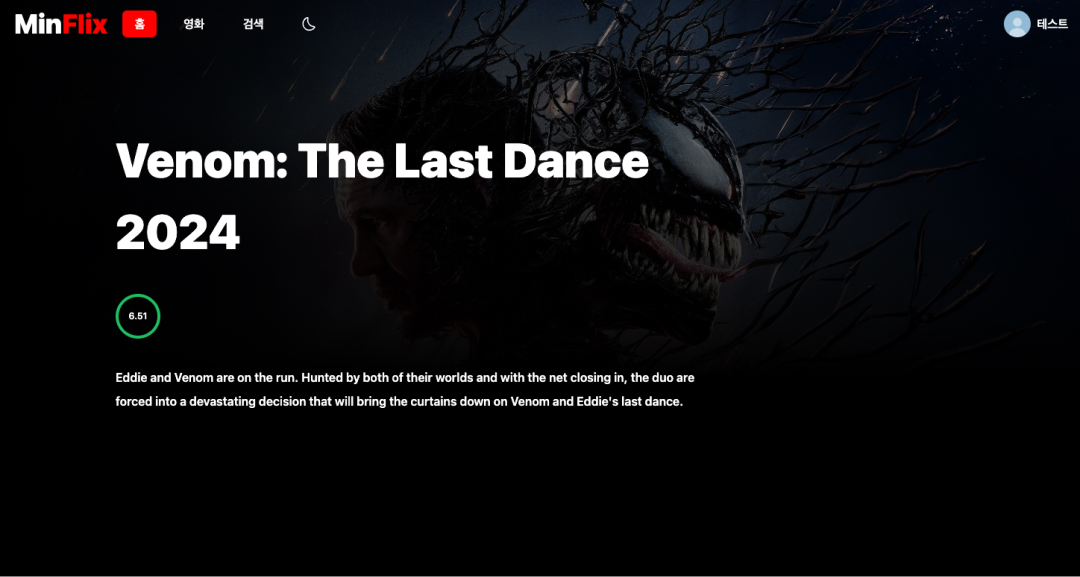 MinFlix 홈 영화 검색 테스트
Venom: The Last Dance
2024
6.51
Eddie and Venom are on the run. Hunted by both of their worlds and with the net closing in, the duo are
forced into a devastating decision that will bring the curtains down on Venom and Eddie's last dance.